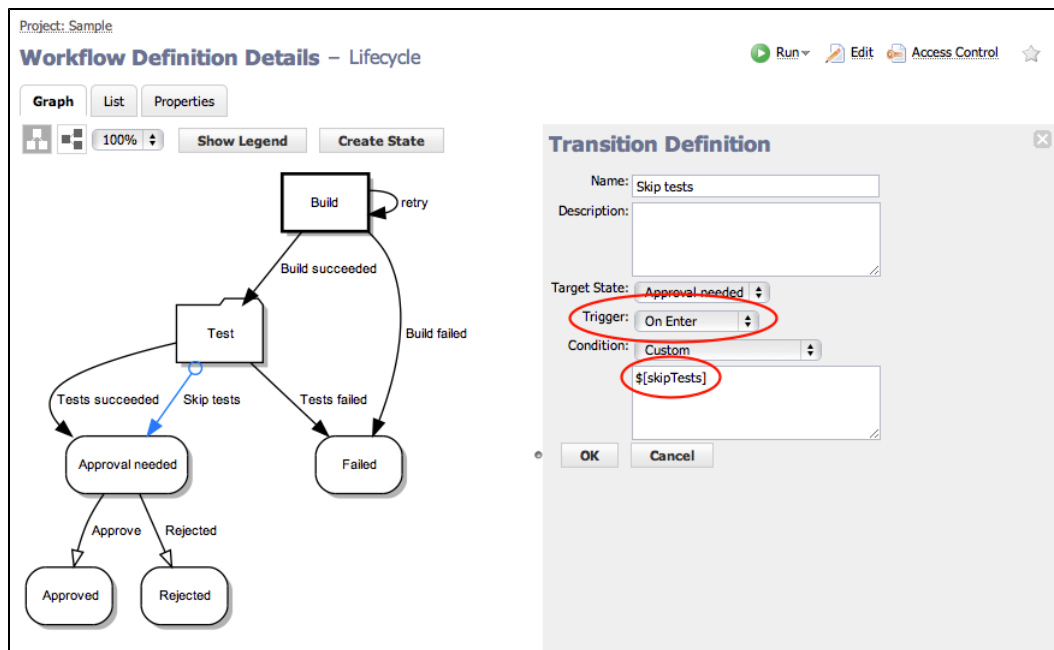 Project: Sample
Workflow Definition Details – Lifecycle
Run Edit Access Control
Graph List Properties
100% Show Legend Create State
Build
retry
Build succeeded
Test
Build failed
Tests succeeded Skip tests Tests failed
Approval needed
Failed
Approve Rejected
Approved Rejected
Transition Definition
Name: Skip tests
Description:
Target State: Approval needed
Trigger: On Enter
Condition: Custom
$[skipTests]
OK Cancel